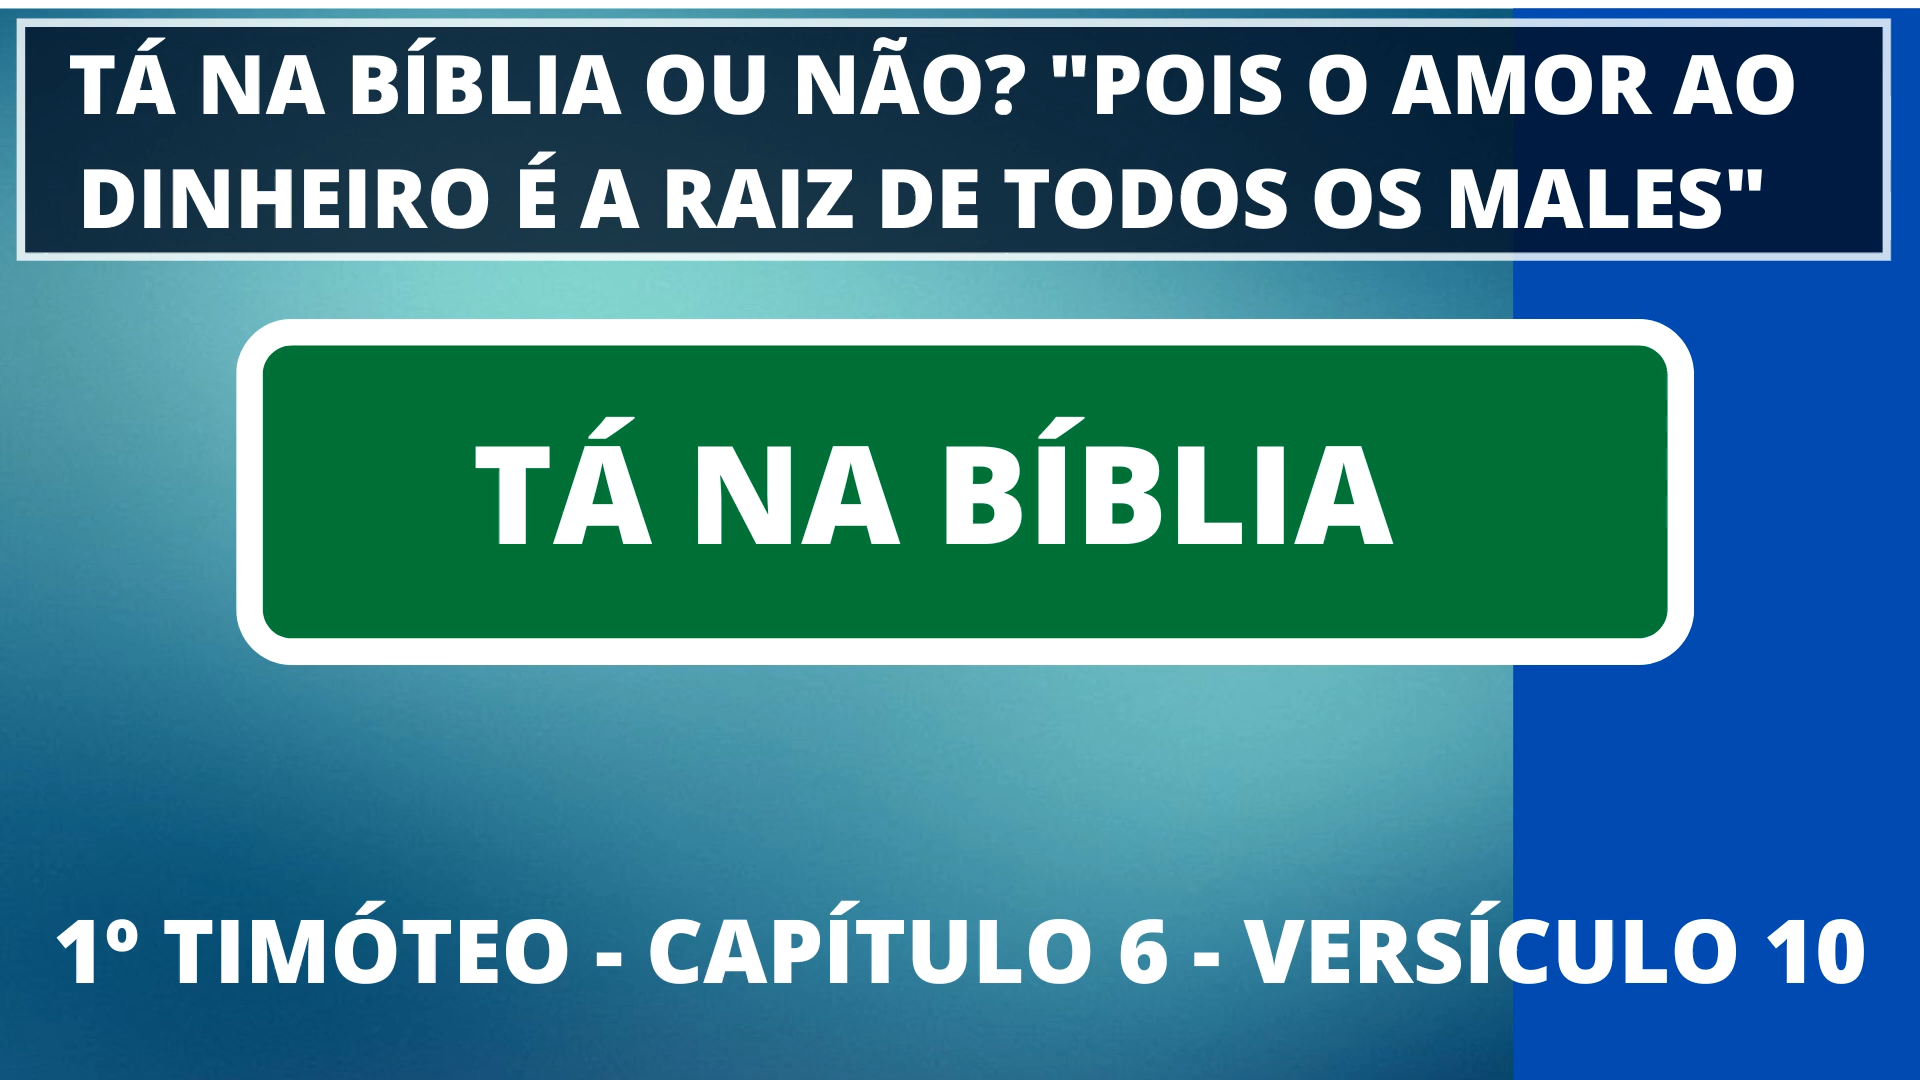 TÁ NA BÍBLIA OU NÃO? "POIS O AMOR AO
DINHEIRO É A RAIZ DE TODOS OS MALES"
TÁ NA BÍBLIA
1º TIMÓTEO - CAPÍTULO 6 - VERSÍCULO 10